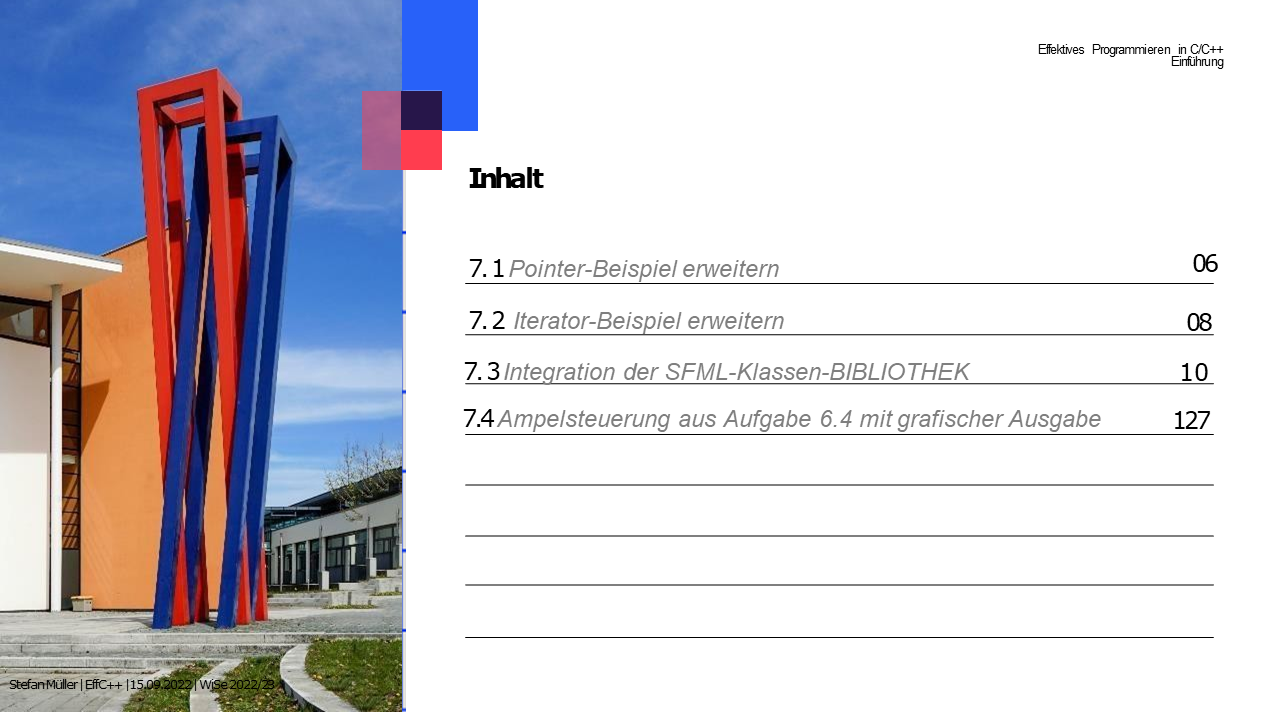 Effektives Programmieren in C/C++
Einführung
Inhalt
7.1 Pointer-Beispiel erweitern 06
7.2 Iterator-Beispiel erweitern 08
7.3 Integration der SFML-Klassen-BIBLIOTHEK 10
7.4 Ampelsteuerung aus Aufgabe 6.4 mit grafischer Ausgabe 127
Stefan Müller | EffC++ | 15.09.2022 | WiSe 2022/23